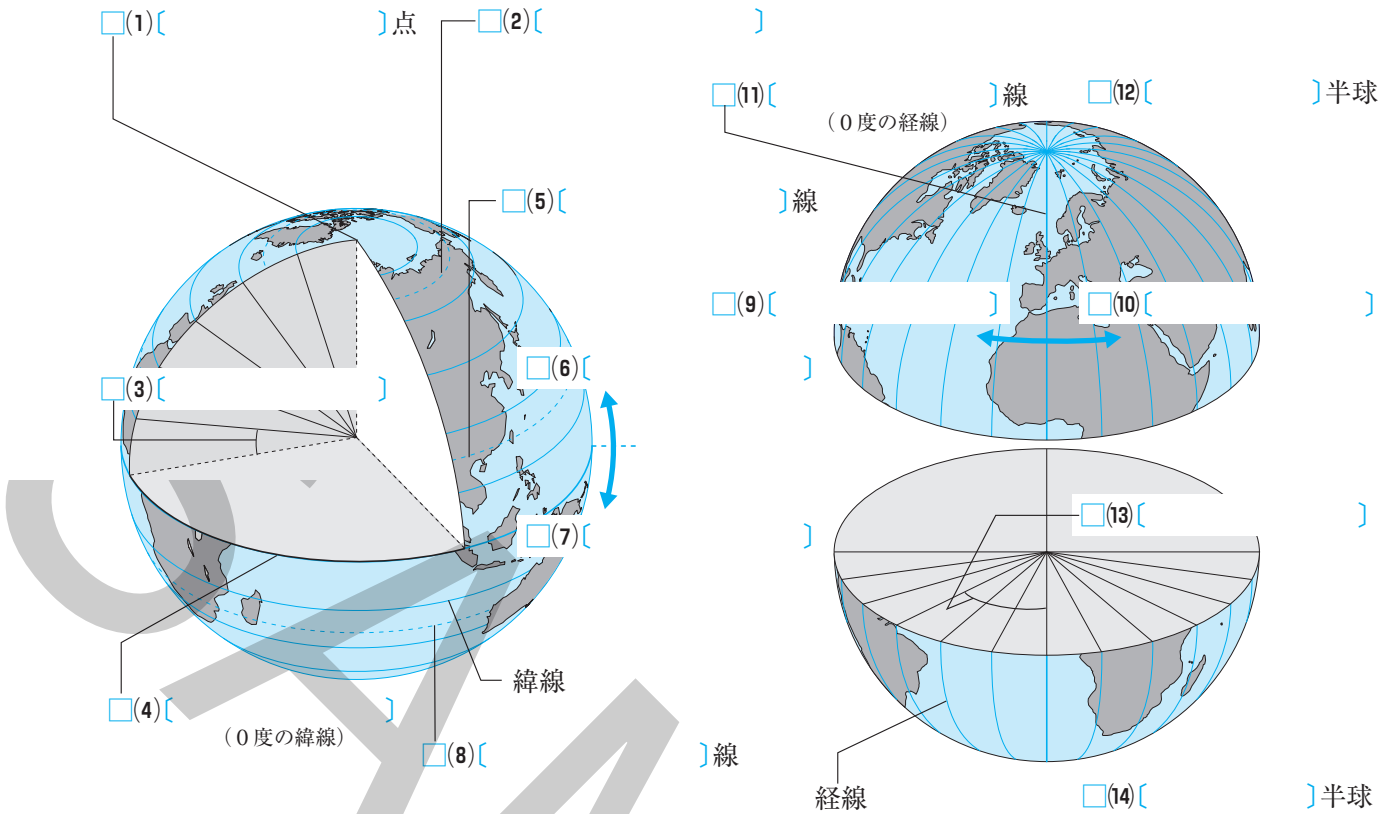 □(1)〔　　　〕点
□(2)〔　　　〕
□(11)〔　　　〕線
（0度の経線）
□(12)〔　　　〕半球
□(5)〔　　　〕線
□(9)〔　　　〕
□(10)〔　　　〕
□(6)〔　　　〕
□(3)〔　　　〕
□(13)〔　　　〕
□(7)〔　　　〕
緯線
□(4)〔　　　〕
（0度の緯線）
□(8)〔　　　〕線
経線
□(14)〔　　　〕半球